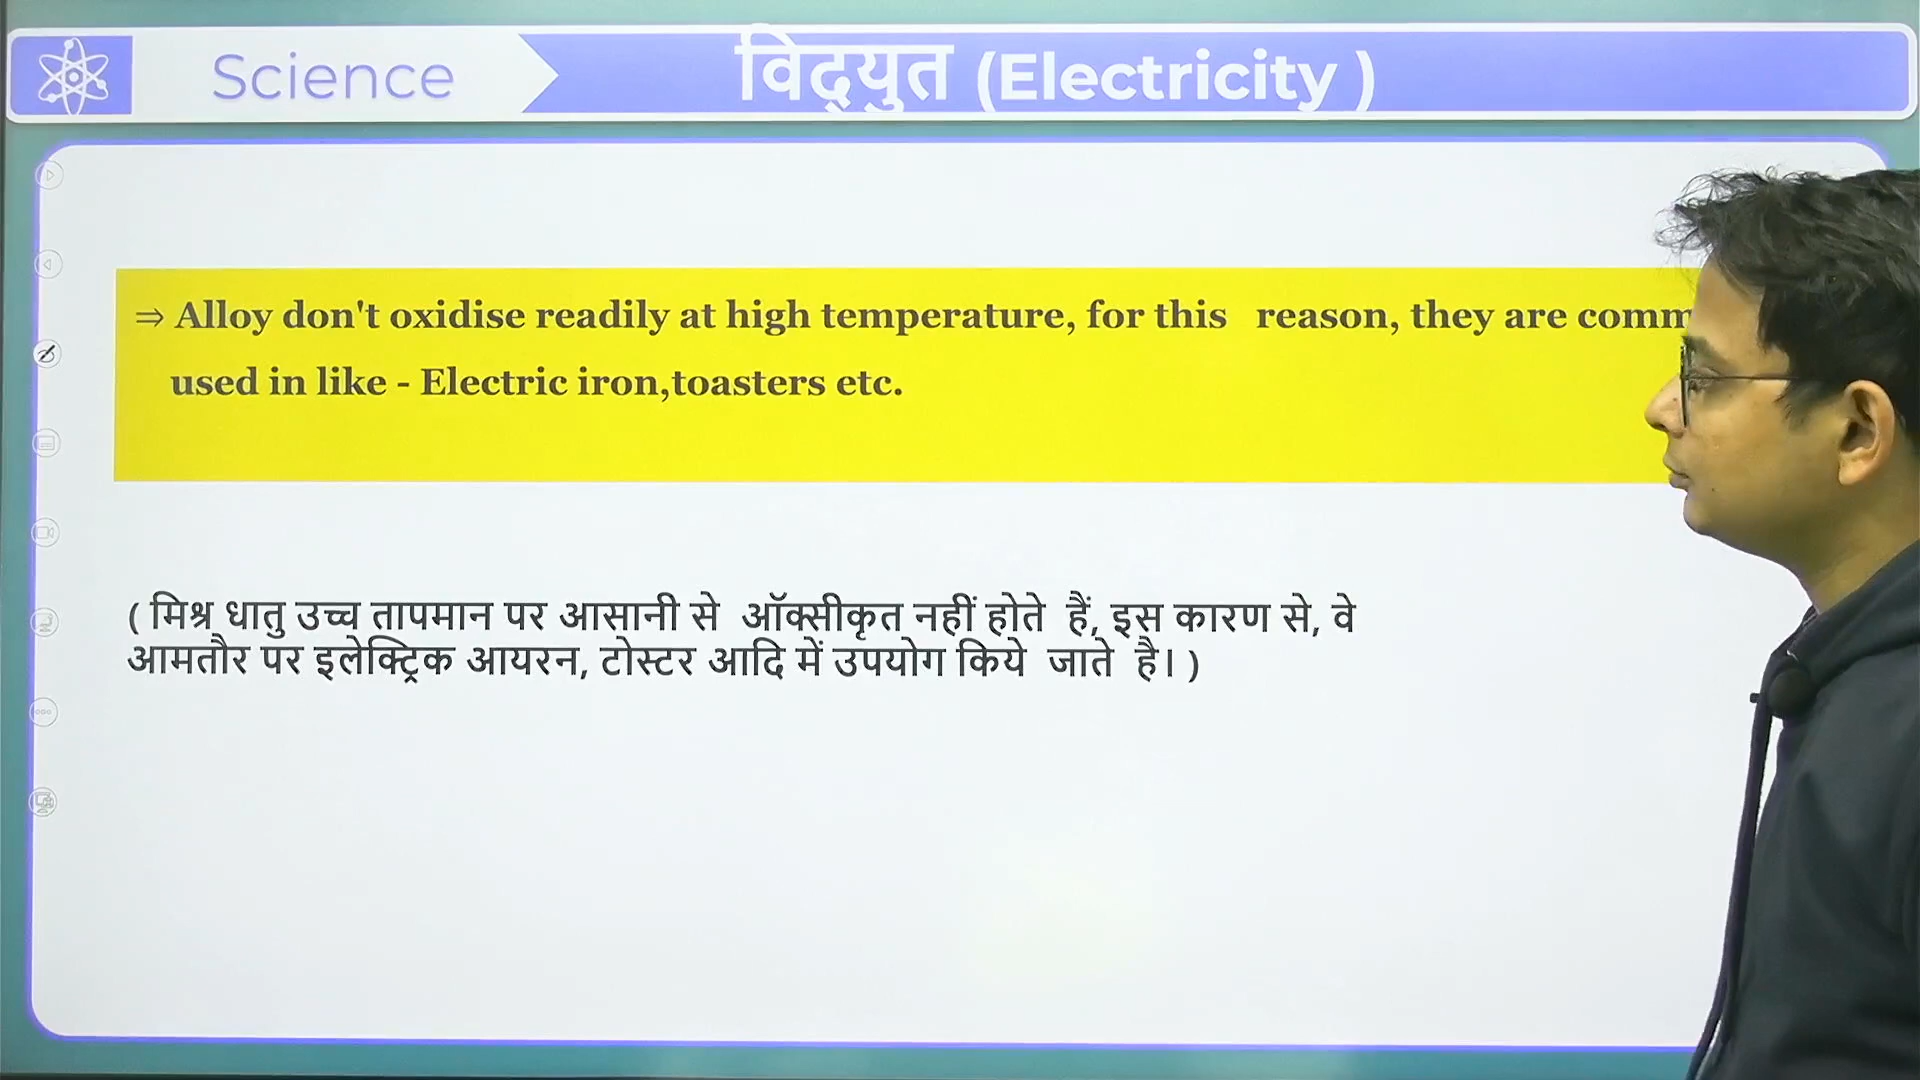 Science
विद्युत (Electricity )
⇒ Alloy don't oxidise readily at high temperature, for this reason, they are
used in like - Electric iron,toasters etc.
( मिश्र धातु उच्च तापमान पर आसानी से ऑक्सीकृत नहीं होते हैं, इस कारण से, वे
आमतौर पर इलेक्ट्रिक आयरन, टोस्टर आदि में उपयोग किये जाते है। )